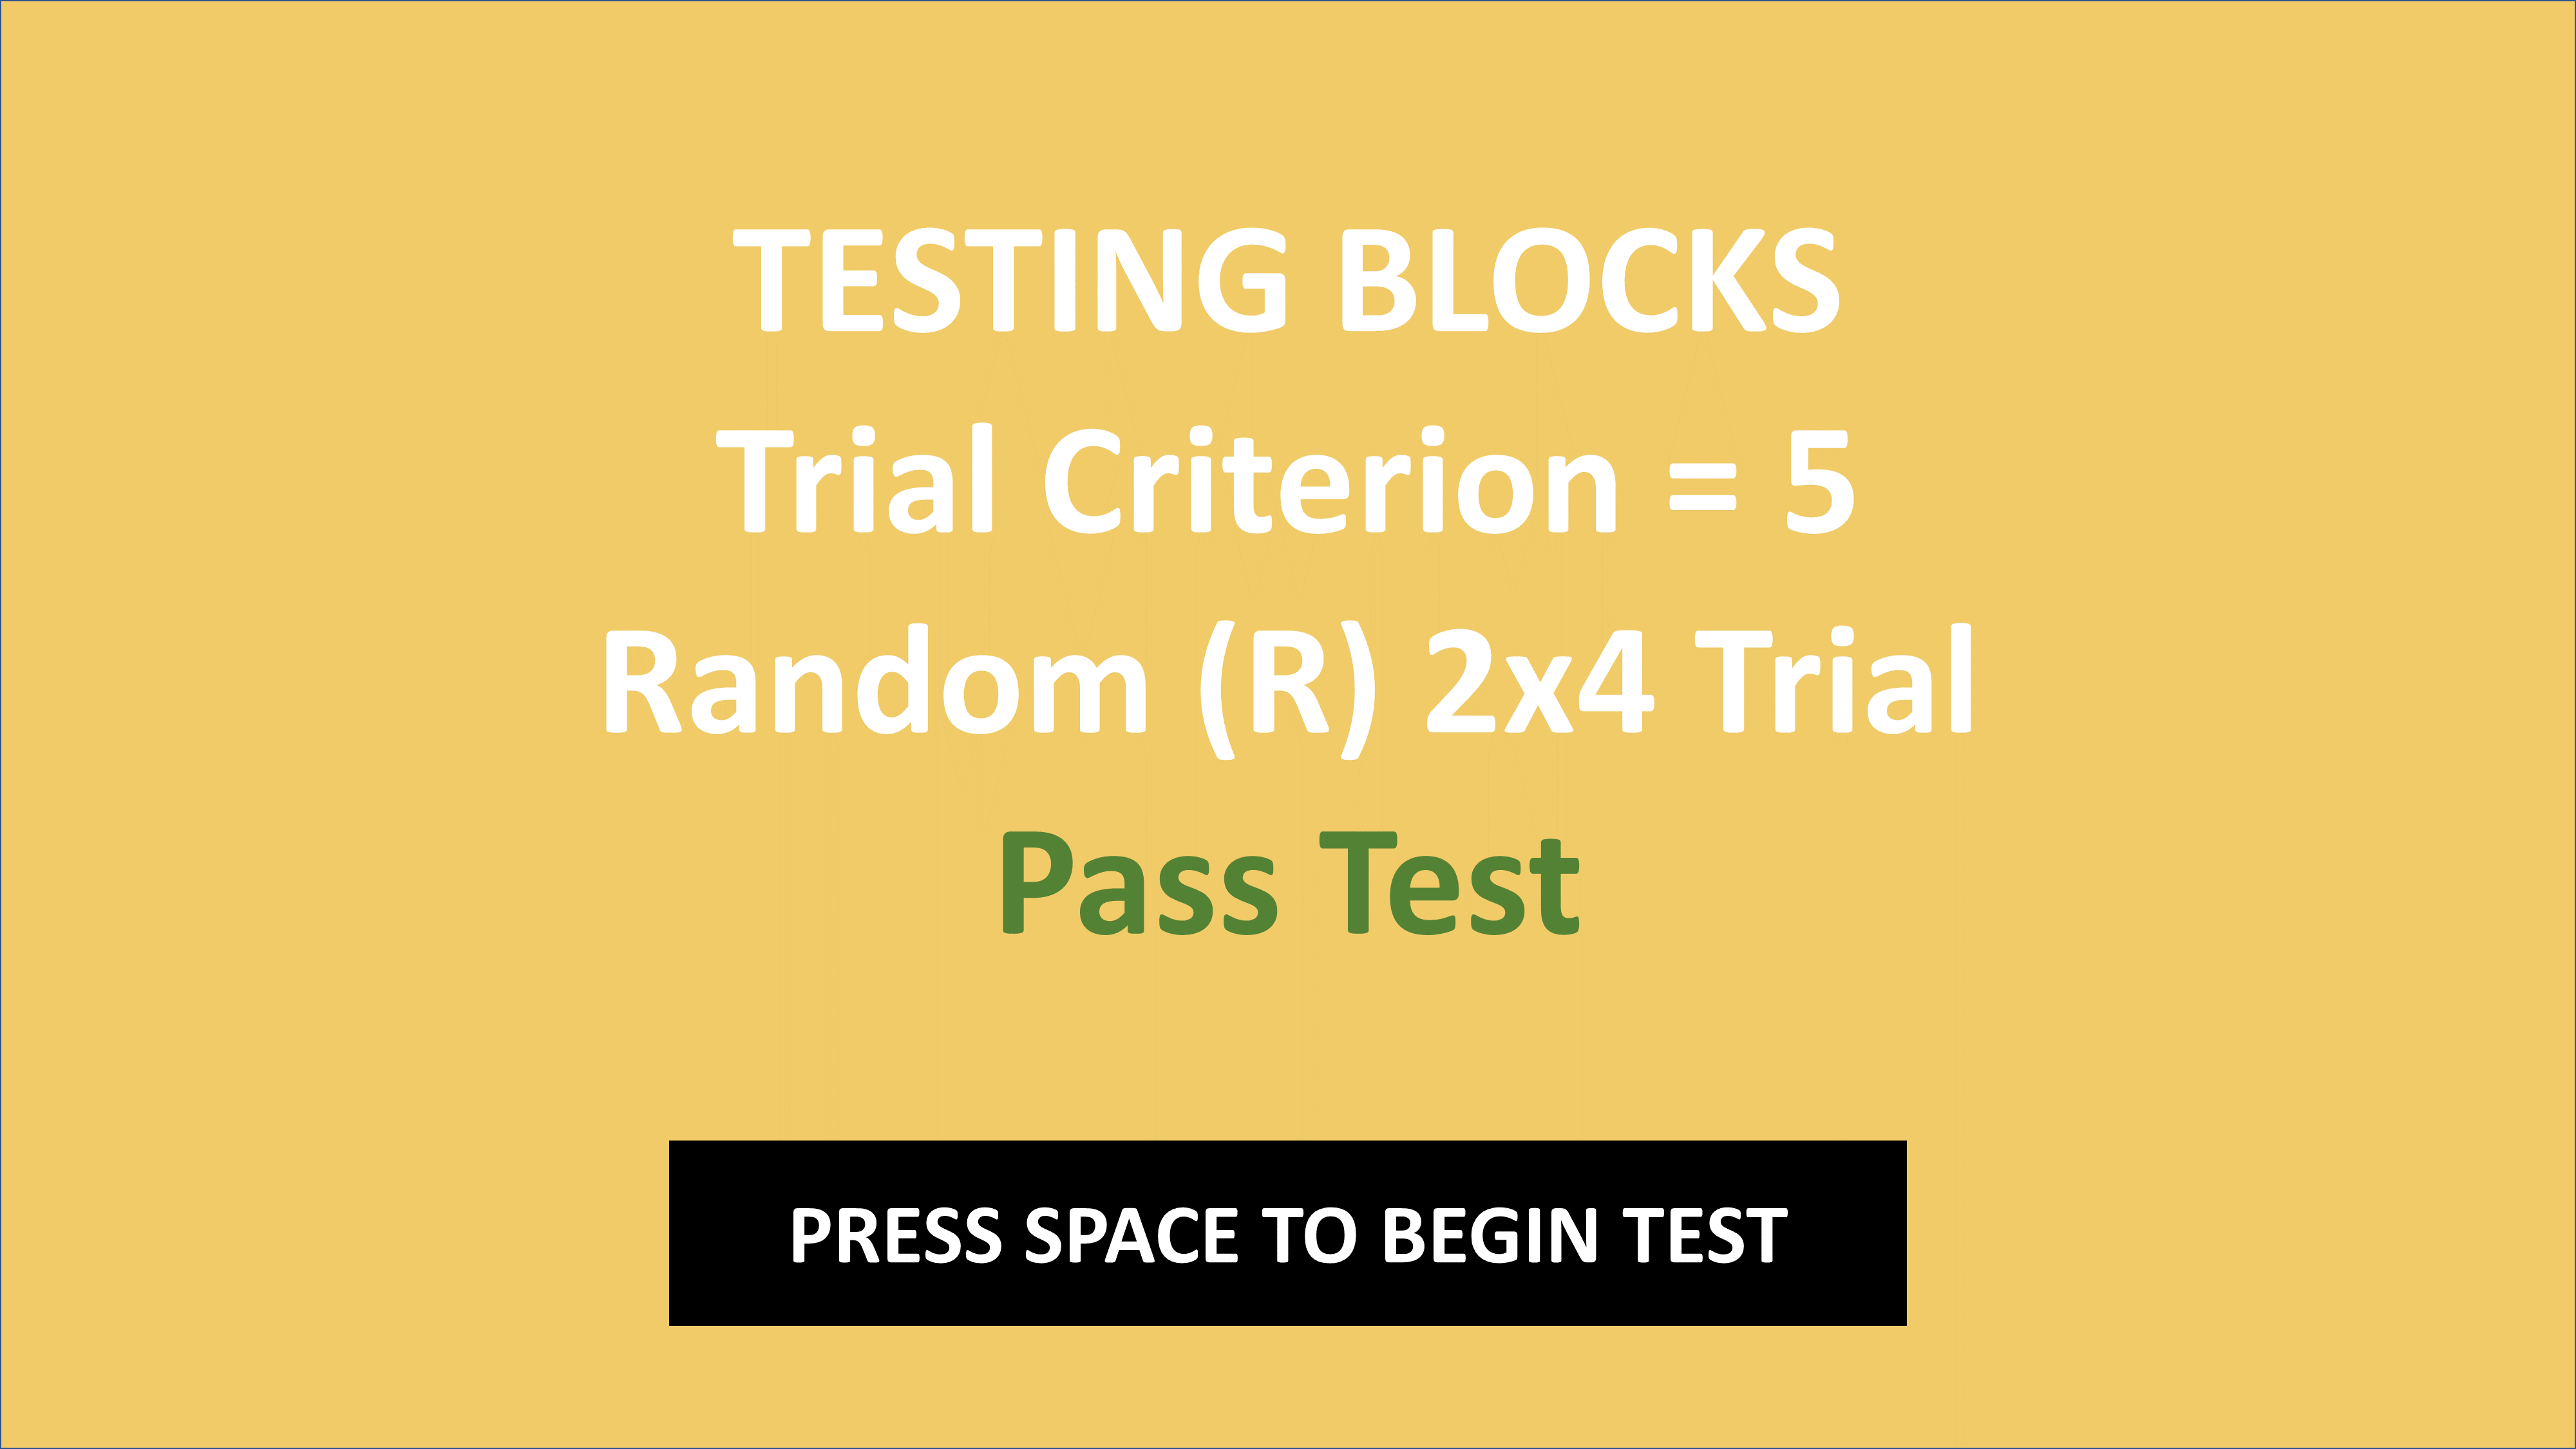 TESTING BLOCKS
Trial Criterion = 5
Random (R) 2x4 Trial
Pass Test
PRESS SPACE TO BEGIN TEST